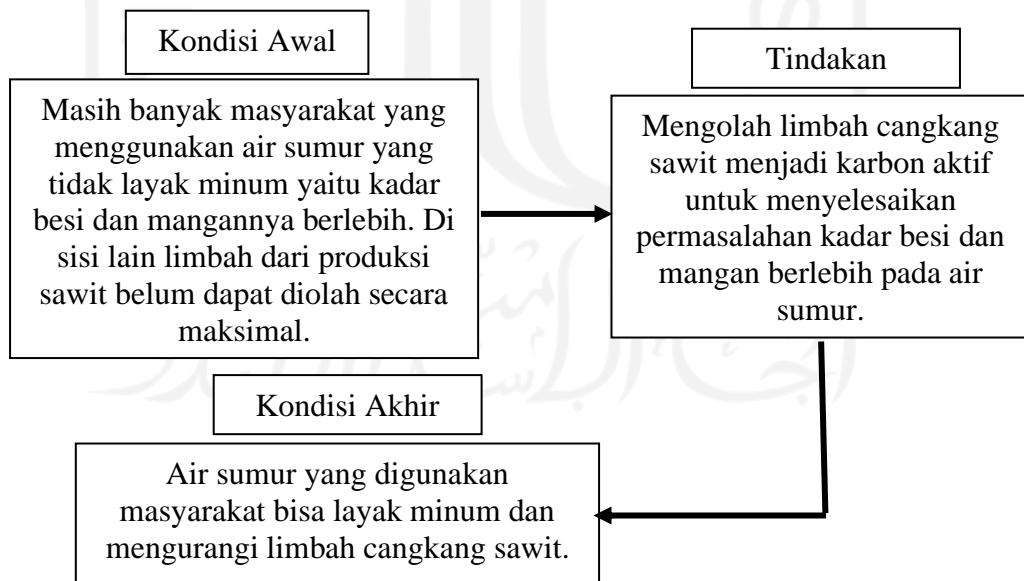 Kondisi Awal
Masih banyak masyarakat yang
menggunakan air sumur yang
tidak layak minum yaitu kadar
besi dan mangannya berlebih. Di
sisi lain limbah dari produksi
sawit belum dapat diolah secara
maksimal.
Tindakan
Mengolah limbah cangkang
sawit menjadi karbon aktif
untuk menyelesaikan
permasalahan kadar besi dan
mangan berlebih pada air
sumur.
Kondisi Akhir
Air sumur yang digunakan
masyarakat bisa layak minum dan
mengurangi limbah cangkang sawit.